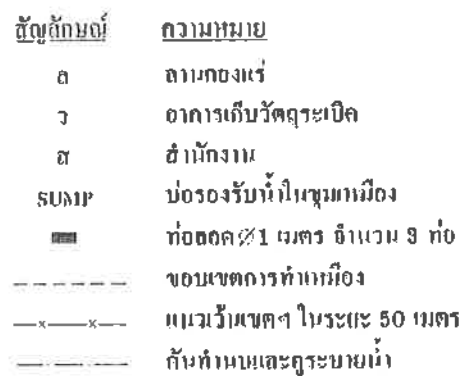 สัญลักษณ์ ความหมาย
ล ลานกองแร่
ว อาคารเก็บวัตถุระเบิด
ส สำนักงาน
SUMP บ่อรองรับน้ำในขุมเหมือง
ท่อลอด ∅ 1 เมตร จำนวน 3 ท่อ
ขอบเขตการทำเหมือง
แนวเว้นเขตฯ ในระยะ 50 เมตร
คันทำนบและคูระบายน้ำ